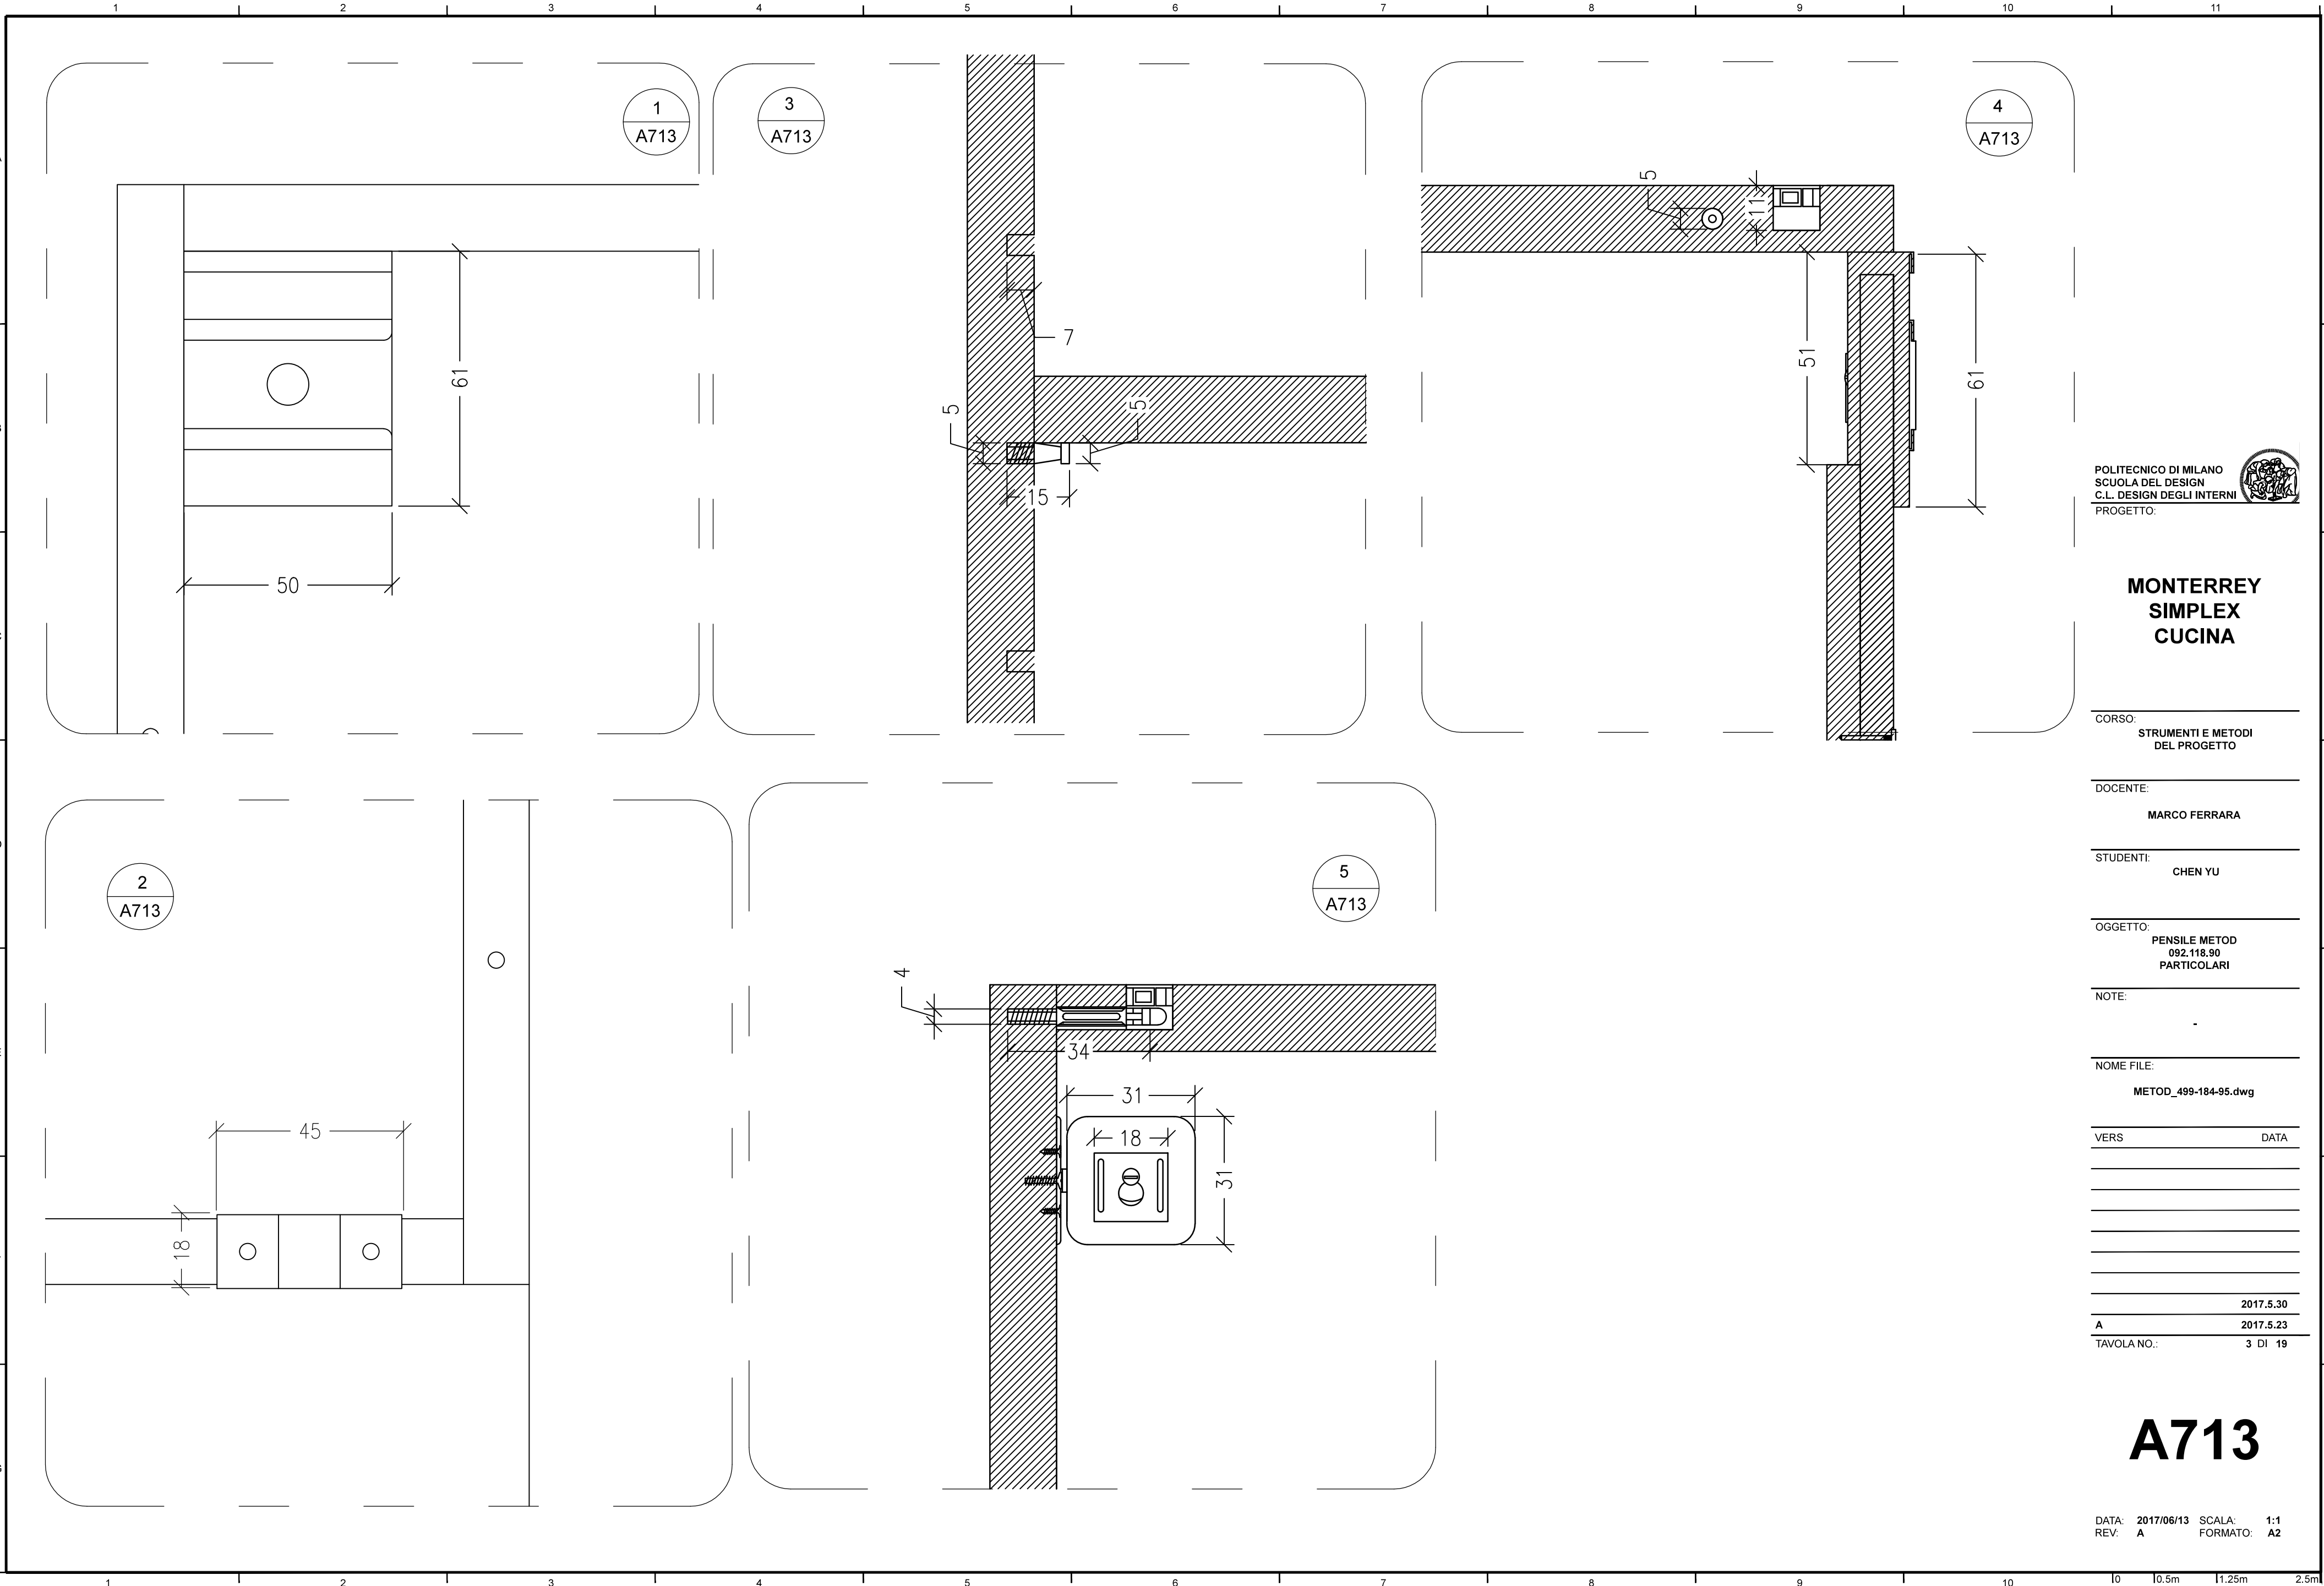 1 2 3 4 5 6 7 8 9 10 11
1
A713
61
50
3
A713
7
5
5
15
4
A713
5
11
51
61
2
A713
45
18
5
A713
4
34
31
18
31
POLITECNICO DI MILANO
SCUOLA DEL DESIGN
C.L. DESIGN DEGLI INTERNI
PROGETTO:
MONTERREY
SIMPLEX
CUCINA
CORSO:
STRUMENTI E METODI
DEL PROGETTO
DOCENTE:
MARCO FERRARA
STUDENTI:
CHEN YU
OGGETTO:
PENSILE METOD
092.118.90
PARTICOLARI
NOTE:
-
NOME FILE:
METOD_499-184-95.dwg
VERS DATA
2017.5.30
A 2017.5.23
TAVOLA NO.: 3 DI 19
A713
DATA: 2017/06/13 SCALA: 1:1
REV: A FORMATO: A2
1 2 3 4 5 6 7 8 9 10
0 0.5m 1.25m 2.5m